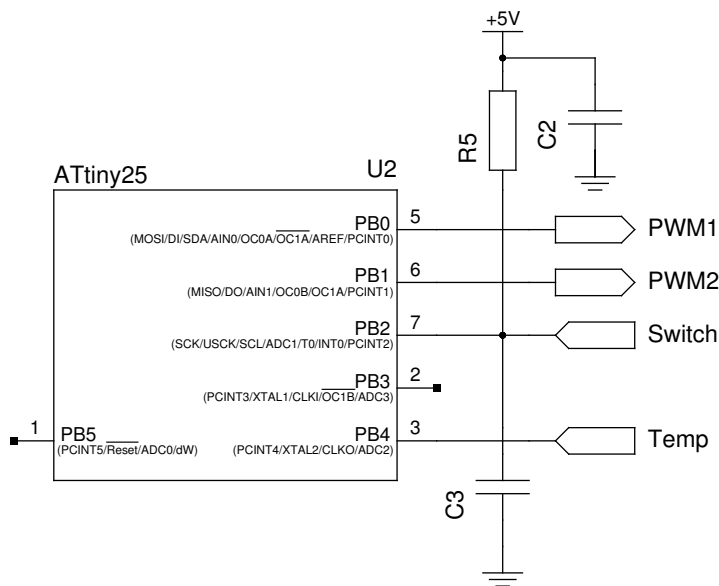 +5V
R5
C2
ATtiny25
U2
PB0
5
PWM1
(MOSI/DI/SDA/AIN0/OC0A/OC1A/AREF/PCINT0)
PB1
6
PWM2
(MISO/DO/AIN1/OC0B/OC1A/PCINT1)
PB2
7
Switch
(SCK/USCK/SCL/ADC1/T0/INT0/PCINT2)
PB3
2
(PCINT3/XTAL1/CLKI/OC1B/ADC3)
1
PB5
(PCINT5/Reset/ADC0/dW)
PB4
3
Temp
(PCINT4/XTAL2/CLKO/ADC2)
C3